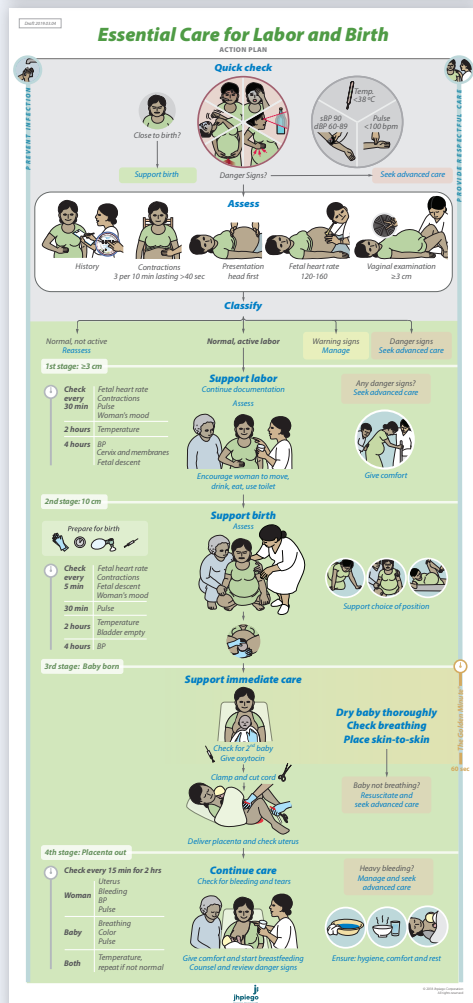 Draft 2019.03.09
Essential Care for Labor and Birth
ACTION PLAN
PREVENT INFECTION
PROVIDE RESPECTFUL CARE
Quick check
Close to birth?
Temp.
<38 ºC
sBP 90
dBP 60-89
Pulse
<100 bpm
Support birth
Danger Signs?
Seek advanced care
Assess
History
Contractions
3 per 10 min lasting >40 sec
Presentation
head first
Fetal heart rate
120-160
Vaginal examination
≥3 cm
Classify
Normal, not active
Reassess
Normal, active labor
Warning signs
Manage
Danger signs
Seek advanced care
1st stage: ≥3 cm
Check
every
30 min
Fetal heart rate
Contractions
Pulse
Woman's mood
2 hours
Temperature
4 hours
BP
Cervix and membranes
Fetal descent
Support labor
Continue documentation
Assess
Encourage woman to move,
drink, eat, use toilet
Any danger signs?
Seek advanced care
Give comfort
2nd stage: 10 cm
Prepare for birth
Check
every
5 min
Fetal heart rate
Contractions
Fetal descent
Woman's mood
30 min
Pulse
2 hours
Temperature
Bladder empty
4 hours
BP
Support birth
Assess
Support choice of position
3rd stage: Baby born
Support immediate care
Check for 2nd baby
Give oxytocin
Clamp and cut cord
Deliver placenta and check uterus
Dry baby thoroughly
Check breathing
Place skin-to-skin
The Golden Minute
60 sec
Baby not breathing?
Resuscitate and
seek advanced care
4th stage: Placenta out
Check every 15 min for 2 hrs
Woman
Uterus
Bleeding
BP
Pulse
Baby
Breathing
Color
Pulse
Both
Temperature,
repeat if not normal
Continue care
Check for bleeding and tears
Give comfort and start breastfeeding
Counsel and review danger signs
Heavy bleeding?
Manage and seek
advanced care
Ensure: hygiene, comfort and rest
jhpiego
© 2019 Jhpiego Corporation
All rights reserved